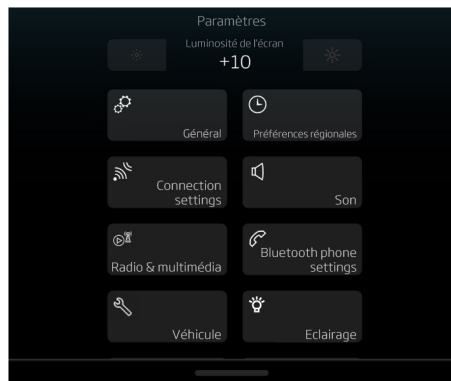 Paramètres
Luminosité de l'écran
+10
Général
Préférences régionales
Connection
settings
Son
Radio & multimédia
Bluetooth phone
settings
Véhicule
Eclairage